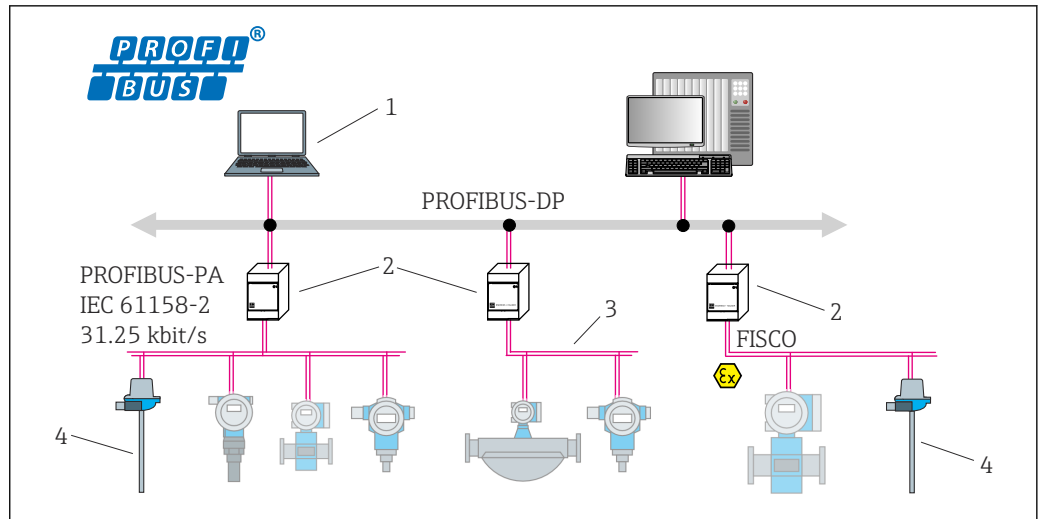 PROFI®
BUS
1
PROFIBUS-DP
PROFIBUS-PA
IEC 61158-2
31.25 kbit/s
2
2
3
FISCO
Ex
4
4